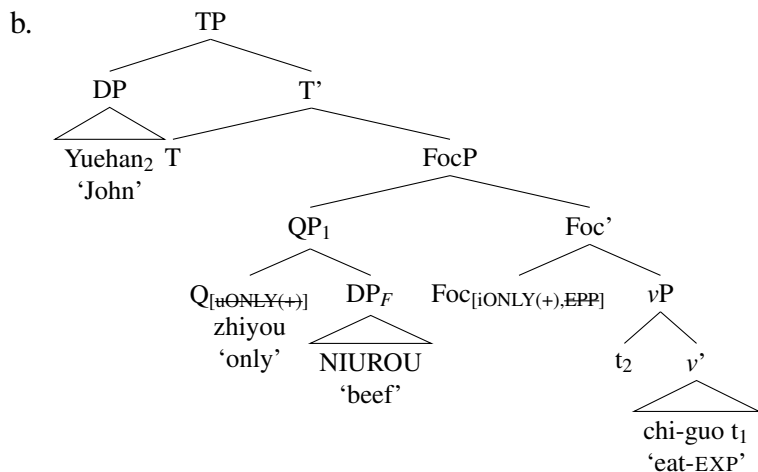 b.
TP
DP T’
Yuehan₂ T FocP
‘John’
QP₁ Foc’
Q[uONLY(+)] DP_F Foc[iONLY(+),EPP] vP
zhiyou
‘only’ NIUROU t₂ v’
‘beef’
chi-guo t₁
‘eat-EXP’